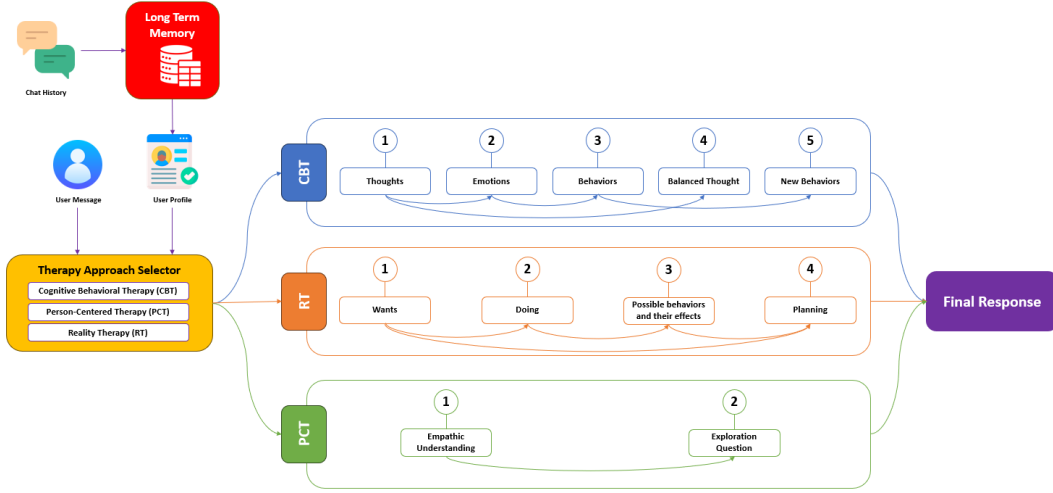 Long Term
Memory
Chat History
User Message
User Profile
Therapy Approach Selector
Cognitive Behavioral Therapy (CBT)
Person-Centered Therapy (PCT)
Reality Therapy (RT)
CBT
1
2
3
4
5
Thoughts
Emotions
Behaviors
Balanced Thought
New Behaviors
RT
1
2
3
4
Wants
Doing
Possible behaviors
and their effects
Planning
PCT
1
2
Empathic
Understanding
Exploration
Question
Final Response